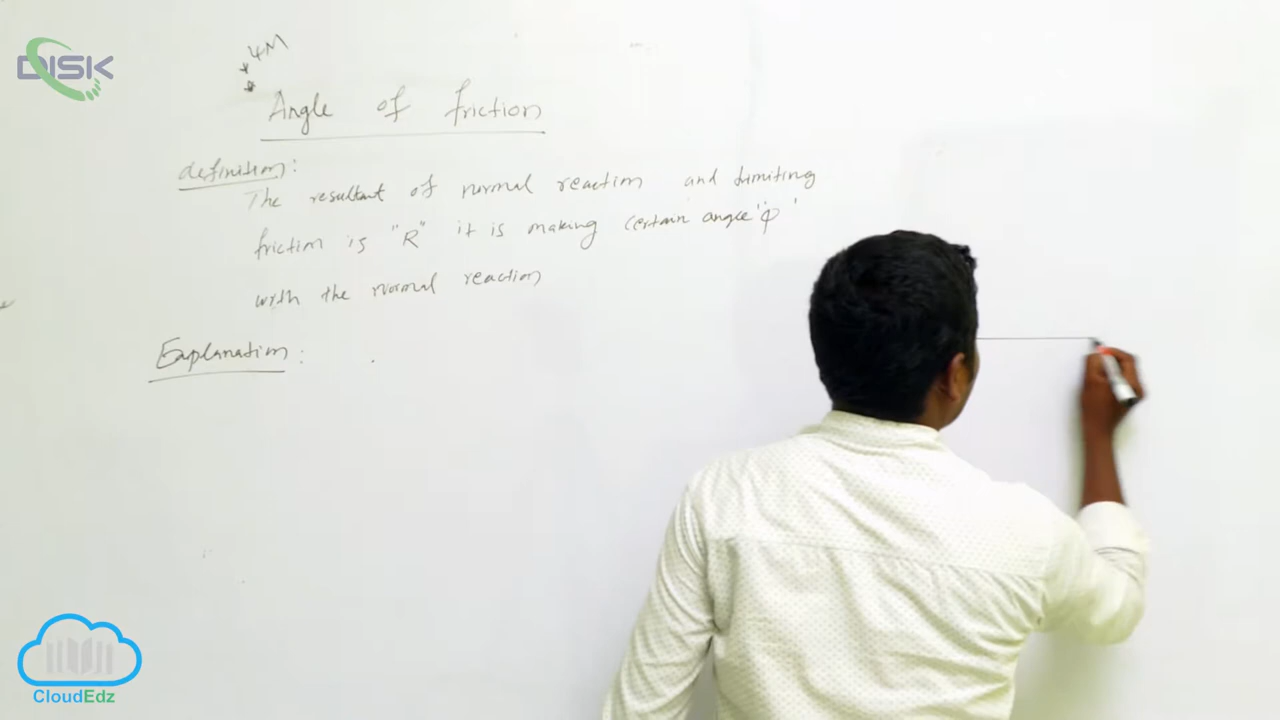 DISK
4M
Angle of friction
definition:
The resultant of normal reaction and limiting
friction is "R" it is making certain angle "φ"
with the normal reaction
Explanation:
CloudEdz